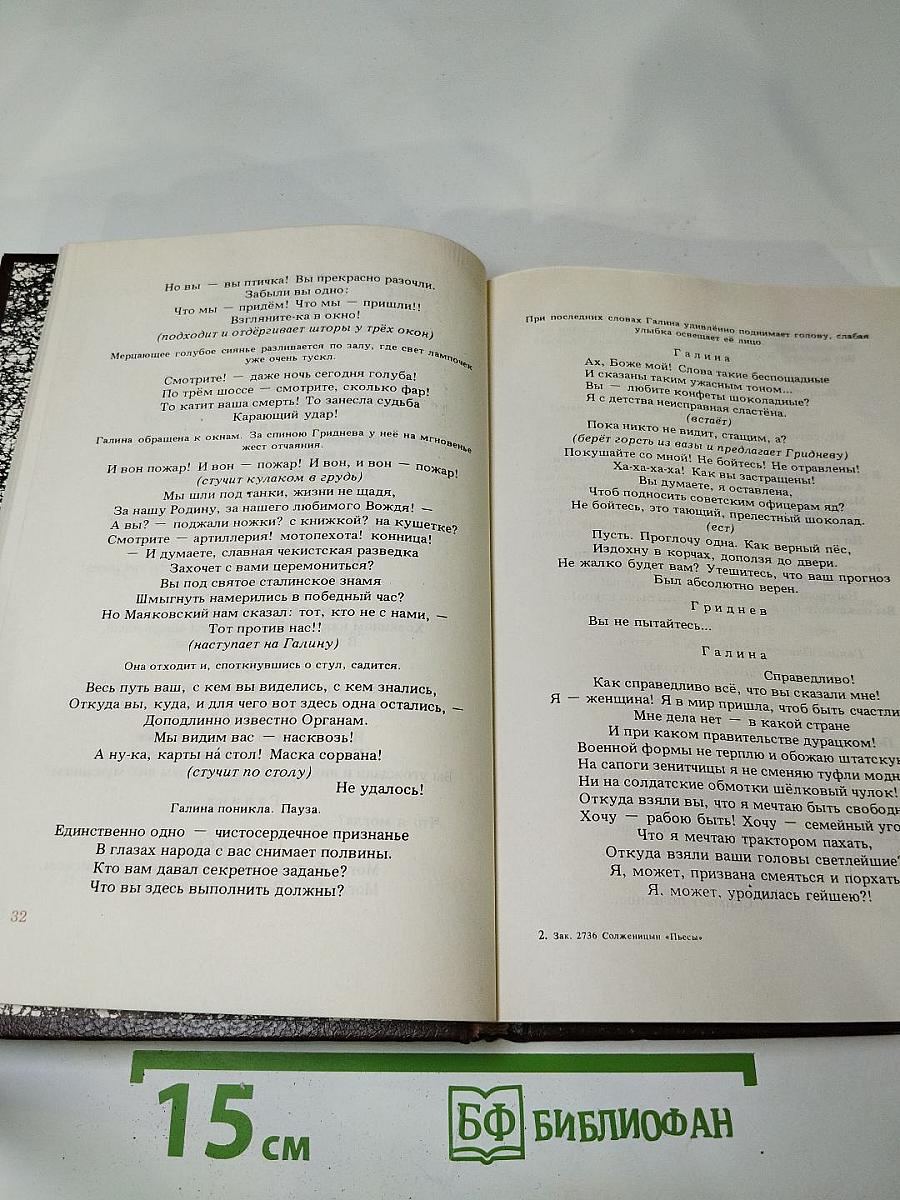 Но вы — вы птичка! Вы прекрасно разочли.
Забыли вы одно:
Что мы — придём! Что мы — пришли!!
Взгляните-ка в окно!
(подходит и отдёргивает шторы у трёх окон)
Мерцающее голубое сиянье разливается по залу, где свет лампочек
уже очень тускл.
Смотрите! — даже ночь сегодня голуба!
По трём шоссе — смотрите, сколько фар!
То катит ваша смерть! То занесла судьба
Карающий удар!
Галина обращена к окнам. За спиною Гриднева у неё на мгновенье
жест отчаяния.
И вон пожар! И вон — пожар! И вон, и вон — пожар!
(стучит кулаком в грудь)
Мы шли под танки, жизни не щадя,
За нашу Родину, за нашего любимого Вождя! —
А вы? — поджали ножки? с книжкой? на кушетке?
Смотрите — артиллерия! мотопехота! конница!
— И думаете, славная чекистская разведка
Захочет с вами церемониться?
Вы под святое сталинское знамя
Шмыгнуть намерились в победный час?
Но Маяковский нам сказал: тот, кто не с нами, —
Тот против нас!!
(наступает на Галину)
Она отходит и, споткнувшись о стул, садится.
Весь путь ваш, с кем вы виделись, с кем знались,
Откуда вы, куда, и для чего вот здесь одна остались, —
Доподлинно известно Органам.
Мы видим вас — насквозь!
А ну-ка, карты на́ стол! Маска сорвана!
(стучит по столу)
Не удалось!
Галина поникла. Пауза.
Единственно одно — чистосердечное признанье
В глазах народа с вас снимает полвины.
Кто вам давал секретное заданье?
Что вы здесь выполнить должны?
32
При последних словах Галина удивлённо поднимает голову, слабая
улыбка освещает её лицо.
Галина
Ах, Боже мой! Слова такие беспощадные
И сказаны таким ужасным тоном...
Вы — любите конфеты шоколадные?
Я с детства неисправная сластёна.
(встаёт)
Пока никто не видит, стащим, а?
(берёт горсть из вазы и предлагает Гридневу)
Покушайте со мной! Не бойтесь! Не отравлены!
Ха-ха-ха-ха! Как вы застращены!
Вы думаете, я оставлена,
Чтоб подносить советским офицерам яд?
Не бойтесь, это тающий, прелестный шоколад.
(ест)
Пусть. Проглочу одна. Как верный пёс,
Издохну в корчах, доползя до двери.
Не жалко будет вам? Утешитесь, что ваш прогноз
Был абсолютно верен.
Гриднев
Вы не пытайтесь...
Галина
Справедливо!
Как справедливо всё, что вы сказали мне!
Я — женщина! Я в мир пришла, чтоб быть счастли
Мне дела нет — в какой стране
И при каком правительстве дурацком!
Военной формы не терплю и обожаю штатскую
На сапоги зенитчицы я не сменяю туфли модн
Ни на солдатские обмотки шёлковый чулок!
Откуда взяли вы, что я мечтаю быть свободн
Хочу — рабою быть! Хочу — семейный уго
Что я мечтаю трактором пахать,
Откуда взяли ваши головы светлейшие?
Я, может, призвана смеяться и порхать
Я, может, уродилась гейшею?!
2. Зак. 2736 Солженицын «Пьесы»
15 см
БФ БИБЛИОФАН